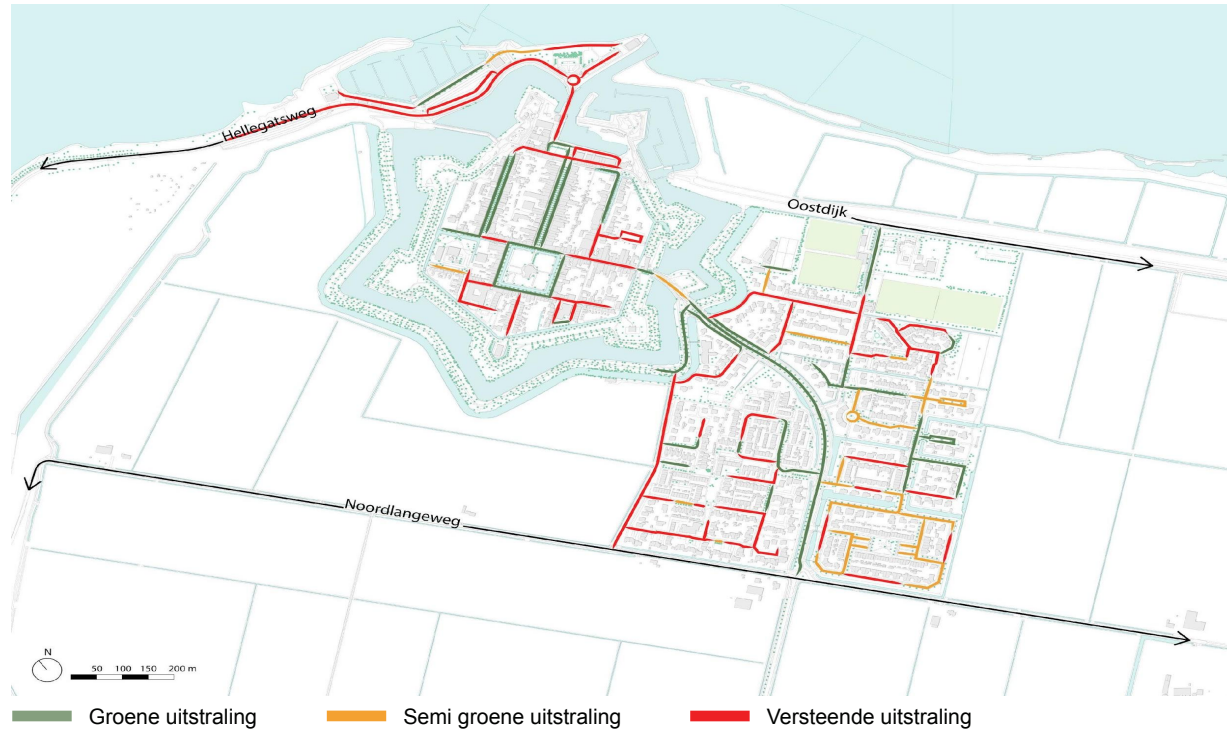 Hellegatsweg
Oostdijk
Noordlangeweg
N
50 100 150 200 m
Groene uitstraling
Semi groene uitstraling
Versteende uitstraling